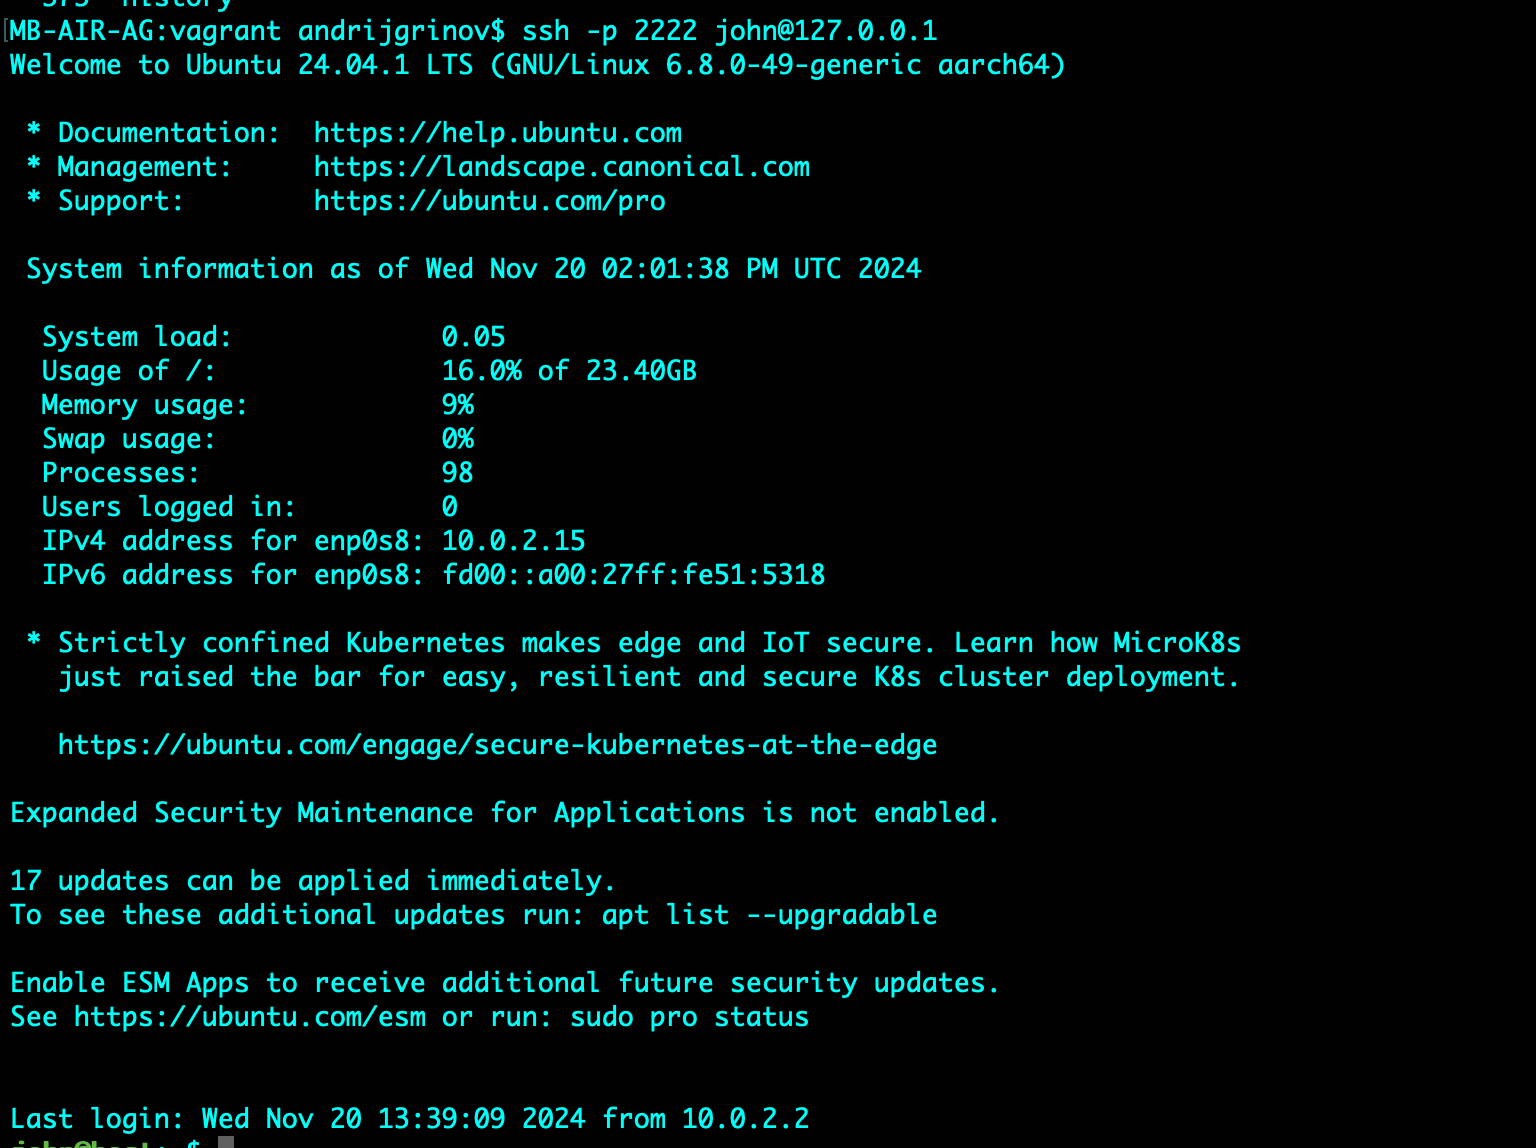 MB-AIR-AG:vagrant andrijgrinov$ ssh -p 2222 john@127.0.0.1
Welcome to Ubuntu 24.04.1 LTS (GNU/Linux 6.8.0-49-generic aarch64)
* Documentation:  https://help.ubuntu.com
* Management:     https://landscape.canonical.com
* Support:        https://ubuntu.com/pro
System information as of Wed Nov 20 02:01:38 PM UTC 2024
System load:             0.05
Usage of /:              16.0% of 23.40GB
Memory usage:            9%
Swap usage:              0%
Processes:               98
Users logged in:         0
IPv4 address for enp0s8: 10.0.2.15
IPv6 address for enp0s8: fd00::a00:27ff:fe51:5318
* Strictly confined Kubernetes makes edge and IoT secure. Learn how MicroK8s
just raised the bar for easy, resilient and secure K8s cluster deployment.
https://ubuntu.com/engage/secure-kubernetes-at-the-edge
Expanded Security Maintenance for Applications is not enabled.
17 updates can be applied immediately.
To see these additional updates run: apt list --upgradable
Enable ESM Apps to receive additional future security updates.
See https://ubuntu.com/esm or run: sudo pro status
Last login: Wed Nov 20 13:39:09 2024 from 10.0.2.2